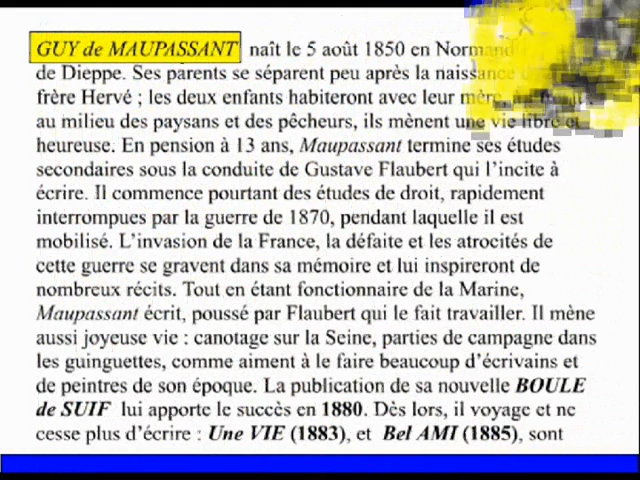 GUY de MAUPASSANT naît le 5 août 1850 en
de Dieppe. Ses parents se séparent peu après la naissance
frère Hervé ; les deux enfants habiteront avec leur mère
au milieu des paysans et des pêcheurs, ils mènent une vie libre et
heureuse. En pension à 13 ans, Maupassant termine ses études
secondaires sous la conduite de Gustave Flaubert qui l'incite à
écrire. Il commence pourtant des études de droit, rapidement
interrompues par la guerre de 1870, pendant laquelle il est
mobilisé. L'invasion de la France, la défaite et les atrocités de
cette guerre se gravent dans sa mémoire et lui inspireront de
nombreux récits. Tout en étant fonctionnaire de la Marine,
Maupassant écrit, poussé par Flaubert qui le fait travailler. Il mène
aussi joyeuse vie : canotage sur la Seine, parties de campagne dans
les guinguettes, comme aiment à le faire beaucoup d'écrivains et
de peintres de son époque. La publication de sa nouvelle BOULE
de SUIF lui apporte le succès en 1880. Dès lors, il voyage et ne
cesse plus d'écrire : Une VIE (1883), et Bel AMI (1885), sont